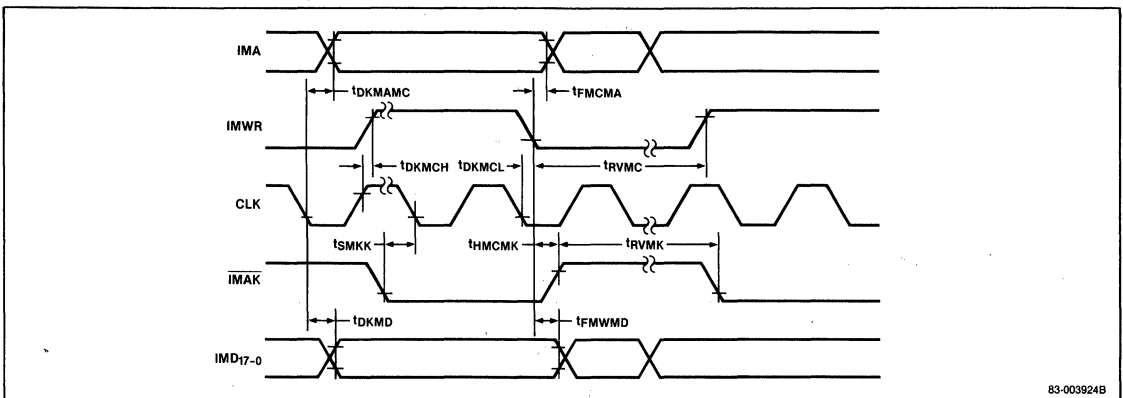 IMA
tDKMAMC
tFMCMA
IMWR
tDKMCH
tDKMCL
tRVMC
CLK
tSMKK
tHMCMK
tRVMK
IMAK
tDKMD
tFMWMD
IMD17-0
83-003924B